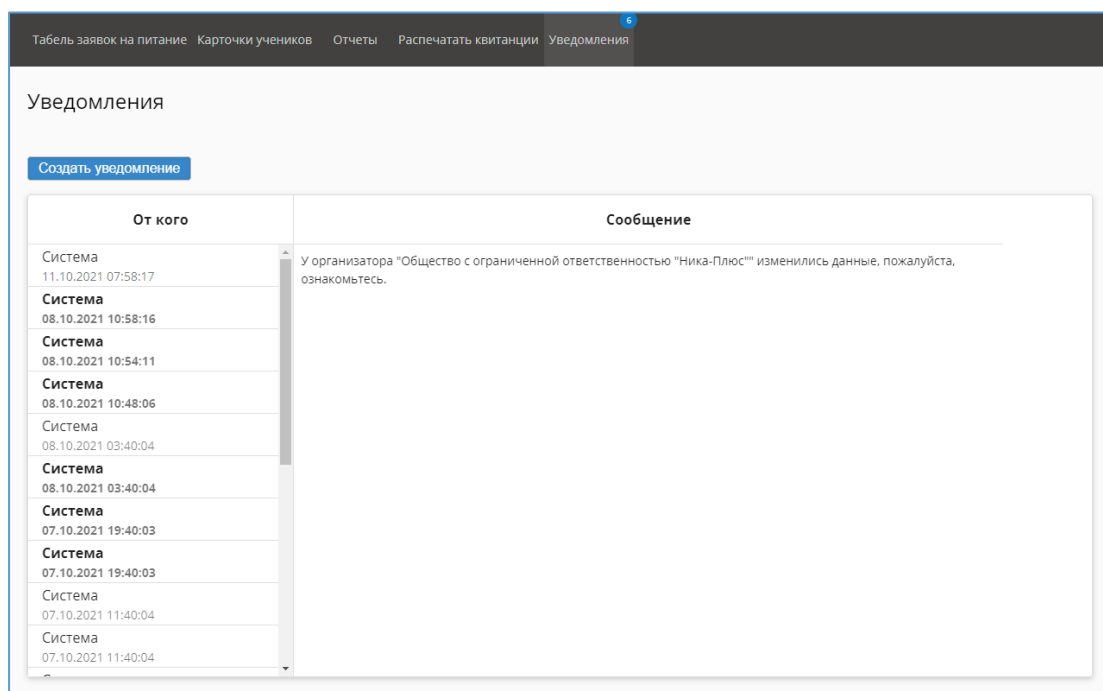 6
Табель заявок на питание Карточки учеников Отчеты Распечатать квитанции Уведомления
Уведомления
Создать уведомление
От кого Сообщение
Система
11.10.2021 07:58:17
У организатора "Общество с ограниченной ответственностью "Ника-Плюс"" изменились данные, пожалуйста,
ознакомьтесь.
Система
08.10.2021 10:58:16
Система
08.10.2021 10:54:11
Система
08.10.2021 10:48:06
Система
08.10.2021 03:40:04
Система
08.10.2021 03:40:04
Система
07.10.2021 19:40:03
Система
07.10.2021 19:40:03
Система
07.10.2021 11:40:04
Система
07.10.2021 11:40:04